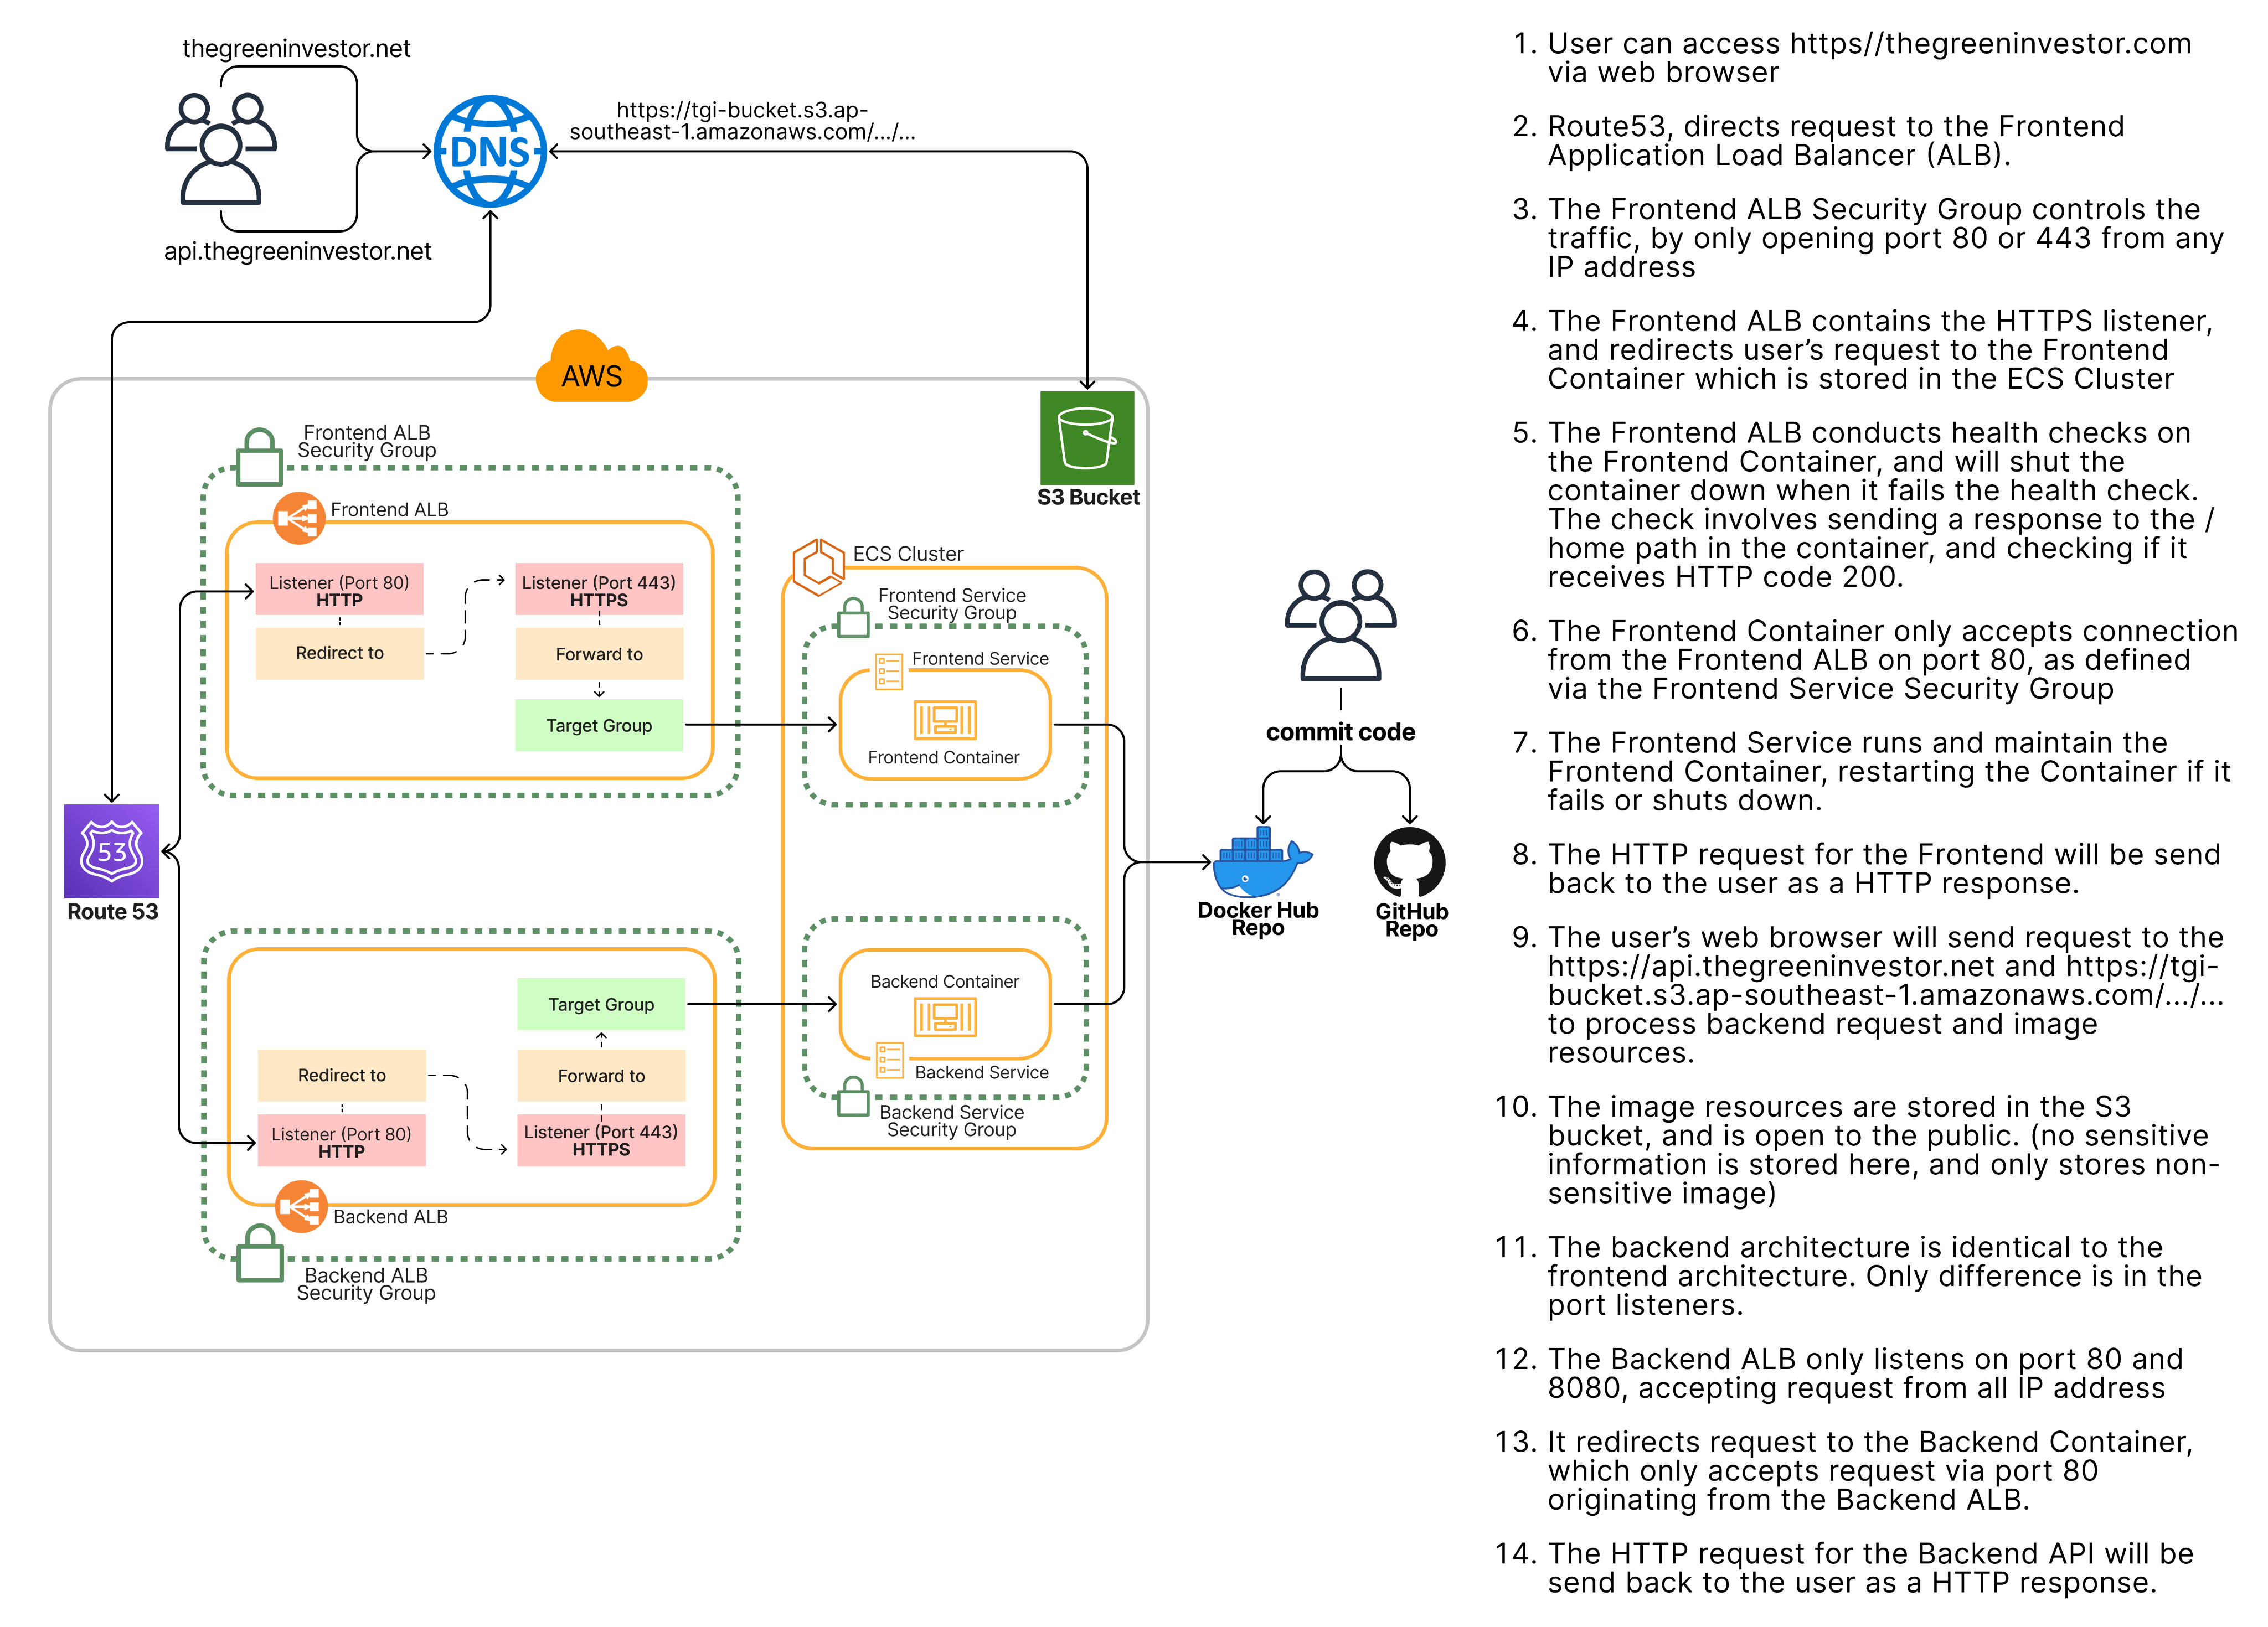 thegreeninvestor.net
DNS
https://tgi-bucket.s3.ap-
southeast-1.amazonaws.com/.../...
api.thegreeninvestor.net
AWS
S3 Bucket
Frontend ALB
Security Group
Frontend ALB
Listener (Port 80)
HTTP
Redirect to
Listener (Port 443)
HTTPS
Forward to
Target Group
ECS Cluster
Frontend Service
Security Group
Frontend Service
Frontend Container
commit code
Docker Hub
Repo
GitHub
Repo
53
Route 53
Target Group
Forward to
Listener (Port 443)
HTTPS
Redirect to
Listener (Port 80)
HTTP
Backend ALB
Backend ALB
Security Group
Backend Container
Backend Service
Backend Service
Security Group
1. User can access https//thegreeninvestor.com
via web browser
2. Route53, directs request to the Frontend
Application Load Balancer (ALB).
3. The Frontend ALB Security Group controls the
traffic, by only opening port 80 or 443 from any
IP address
4. The Frontend ALB contains the HTTPS listener,
and redirects user’s request to the Frontend
Container which is stored in the ECS Cluster
5. The Frontend ALB conducts health checks on
the Frontend Container, and will shut the
container down when it fails the health check.
The check involves sending a response to the /
home path in the container, and checking if it
receives HTTP code 200.
6. The Frontend Container only accepts connection
from the Frontend ALB on port 80, as defined
via the Frontend Service Security Group
7. The Frontend Service runs and maintain the
Frontend Container, restarting the Container if it
fails or shuts down.
8. The HTTP request for the Frontend will be send
back to the user as a HTTP response.
9. The user’s web browser will send request to the
https://api.thegreeninvestor.net and https://tgi-
bucket.s3.ap-southeast-1.amazonaws.com/.../...
to process backend request and image
resources.
10. The image resources are stored in the S3
bucket, and is open to the public. (no sensitive
information is stored here, and only stores non-
sensitive image)
11. The backend architecture is identical to the
frontend architecture. Only difference is in the
port listeners.
12. The Backend ALB only listens on port 80 and
8080, accepting request from all IP address
13. It redirects request to the Backend Container,
which only accepts request via port 80
originating from the Backend ALB.
14. The HTTP request for the Backend API will be
send back to the user as a HTTP response.